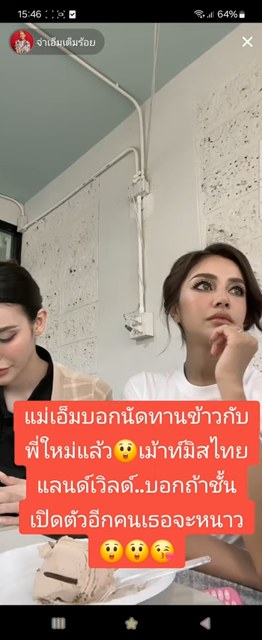 15:46
64%
จ่าเอ็มเต็มร้อย
แม่เอ็มบอกนัดทานข้าวกับ
พี่ใหม่แล้ว😲เม้าท์มิสไทย
แลนด์เวิลด์..บอกถ้าชั้น
เปิดตัวอีกคนเธอจะหนาว
😲😲😘